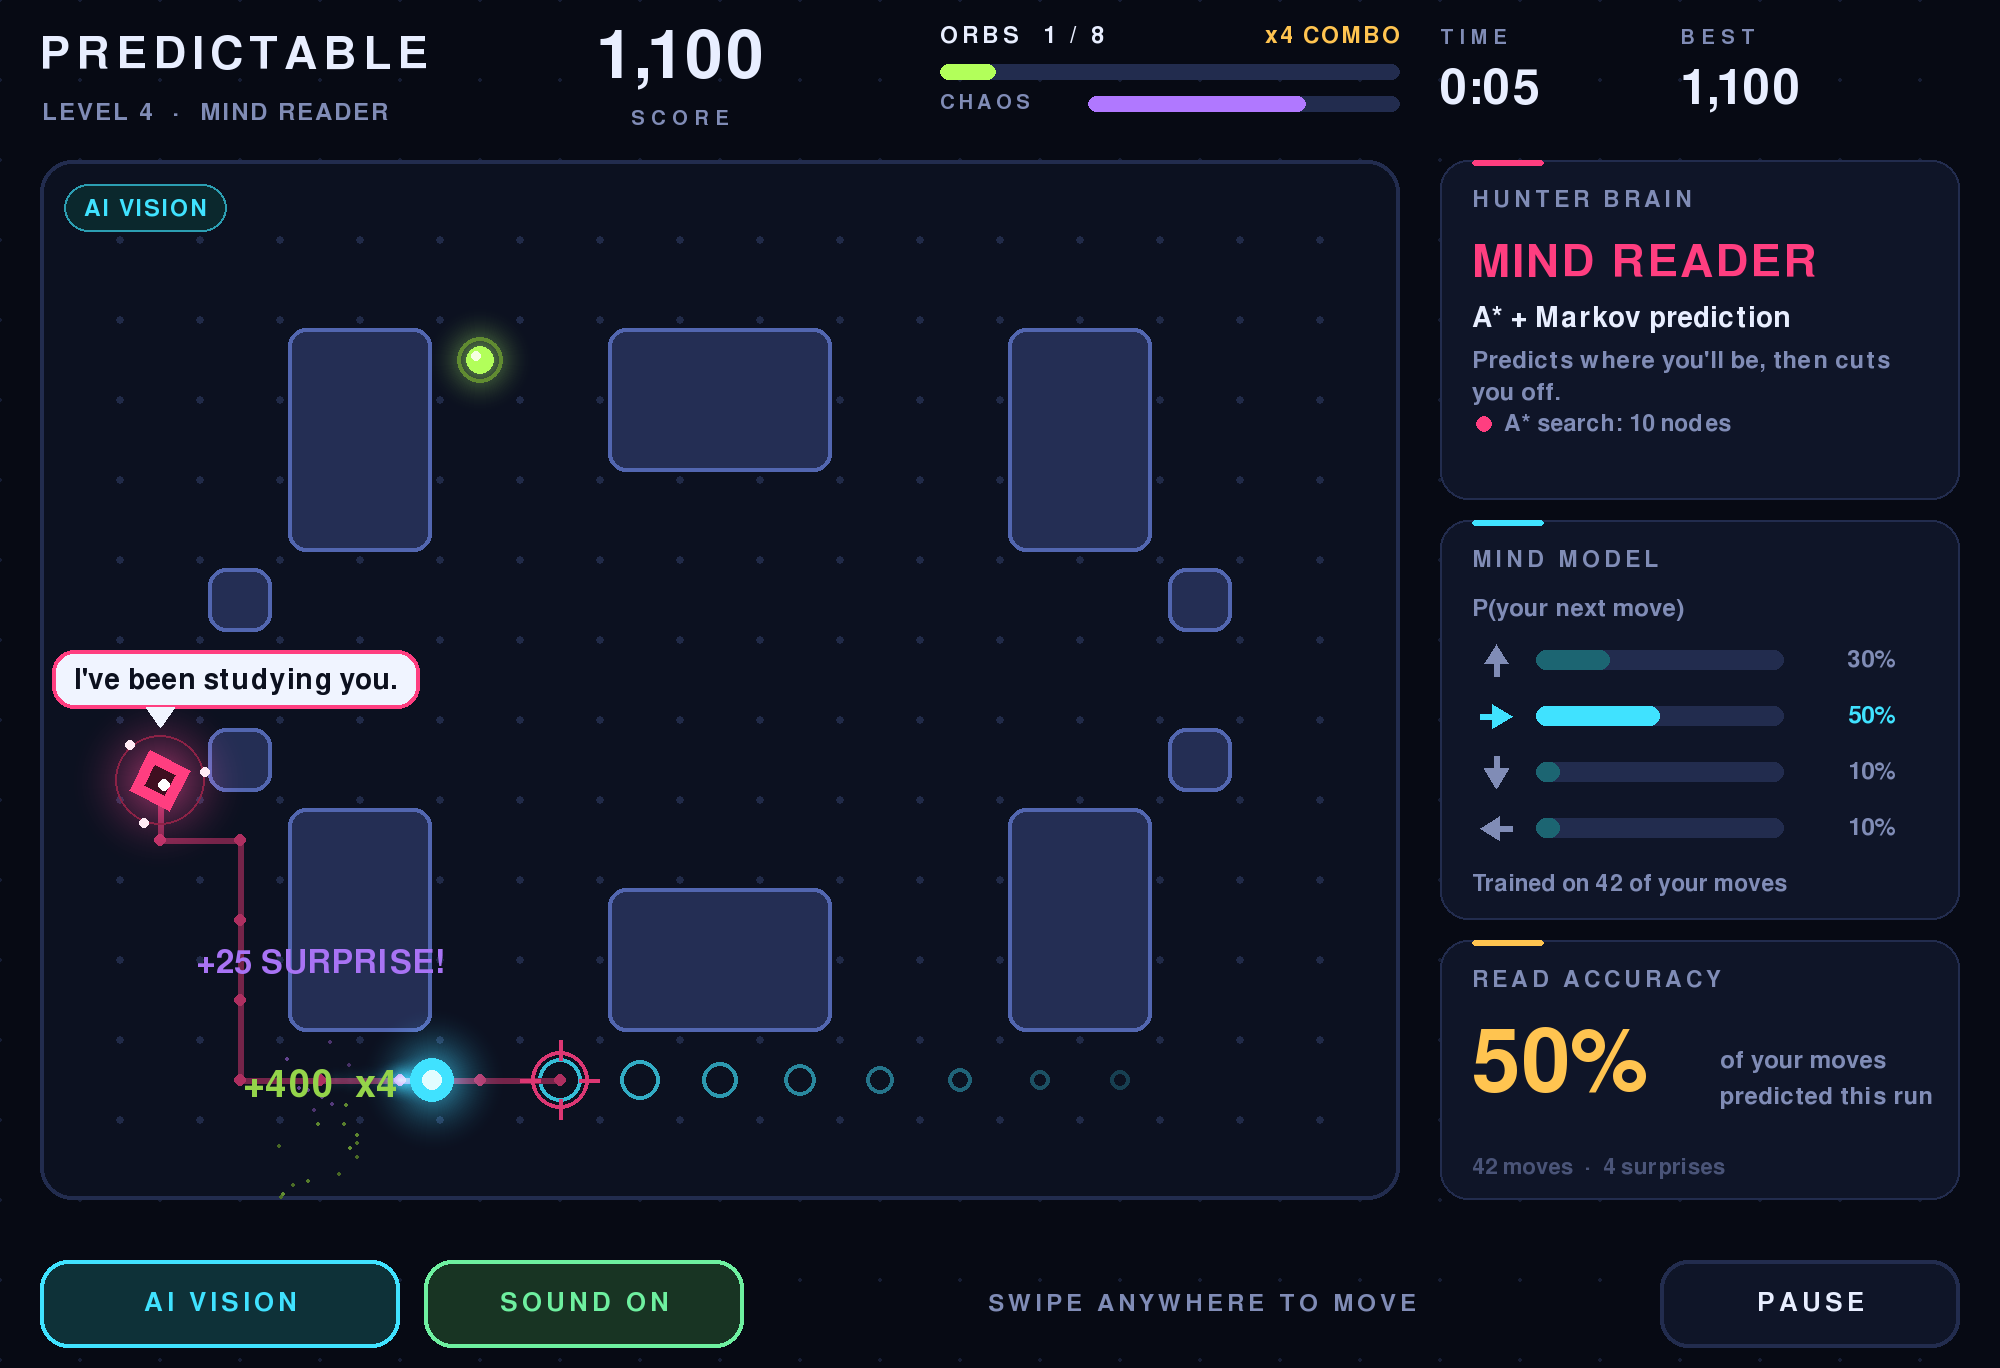 PREDICTABLE
LEVEL 4 · MIND READER
1,100
SCORE
ORBS 1 / 8
x4 COMBO
CHAOS
TIME
0:05
BEST
1,100
AI VISION
I've been studying you.
+25 SURPRISE!
+400 x4
HUNTER BRAIN
MIND READER
A* + Markov prediction
Predicts where you'll be, then cuts
you off.
A* search: 10 nodes
MIND MODEL
P(your next move)
30%
50%
10%
10%
Trained on 42 of your moves
READ ACCURACY
50%
of your moves
predicted this run
42 moves · 4 surprises
AI VISION
SOUND ON
SWIPE ANYWHERE TO MOVE
PAUSE